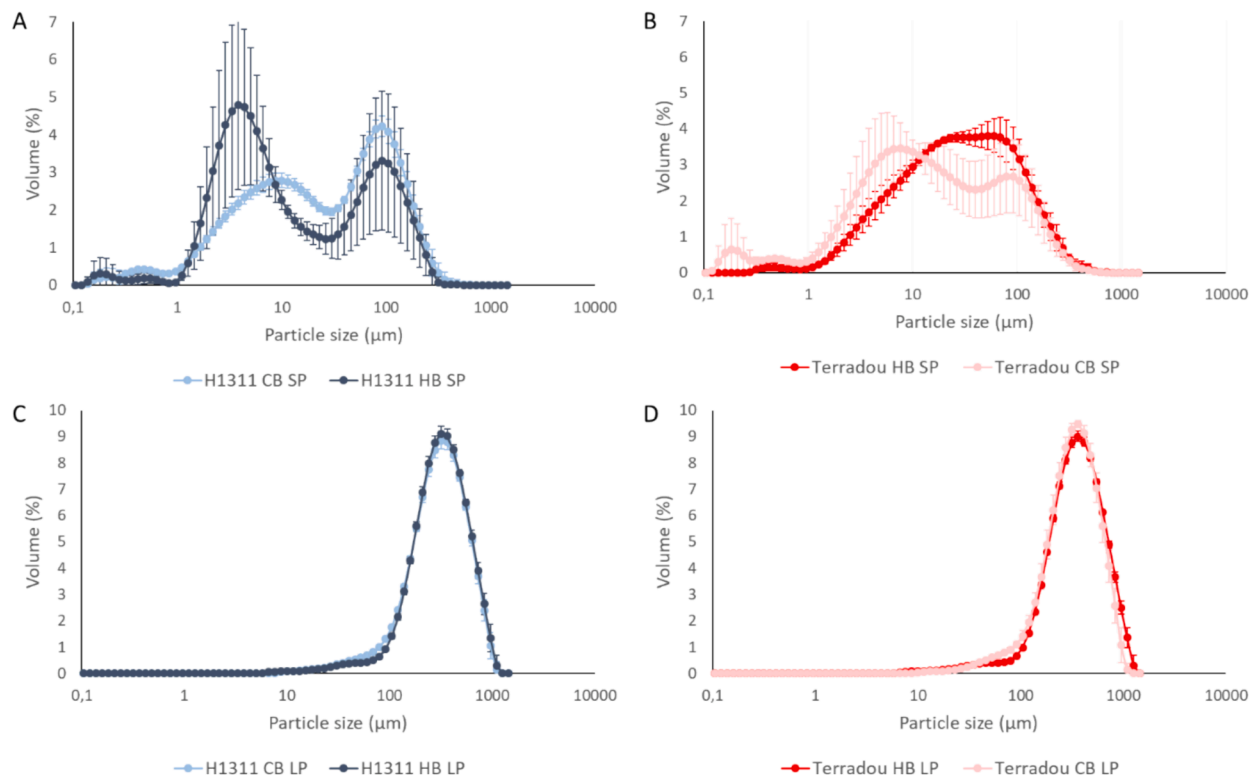 A
B
Volume (%)
7
6
5
4
3
2
1
0
0,1 1 10 100 1000 10000
Particle size (µm)
H1311 CB SP H1311 HB SP
Volume (%)
7
6
5
4
3
2
1
0
0,1 1 10 100 1000 10000
Particle size (µm)
Terradou HB SP Terradou CB SP
C
D
Volume (%)
10
9
8
7
6
5
4
3
2
1
0
0,1 1 10 100 1000 10000
Particle size (µm)
H1311 CB LP H1311 HB LP
Volume (%)
10
9
8
7
6
5
4
3
2
1
0
0,1 1 10 100 1000 10000
Particle size (µm)
Terradou HB LP Terradou CB LP